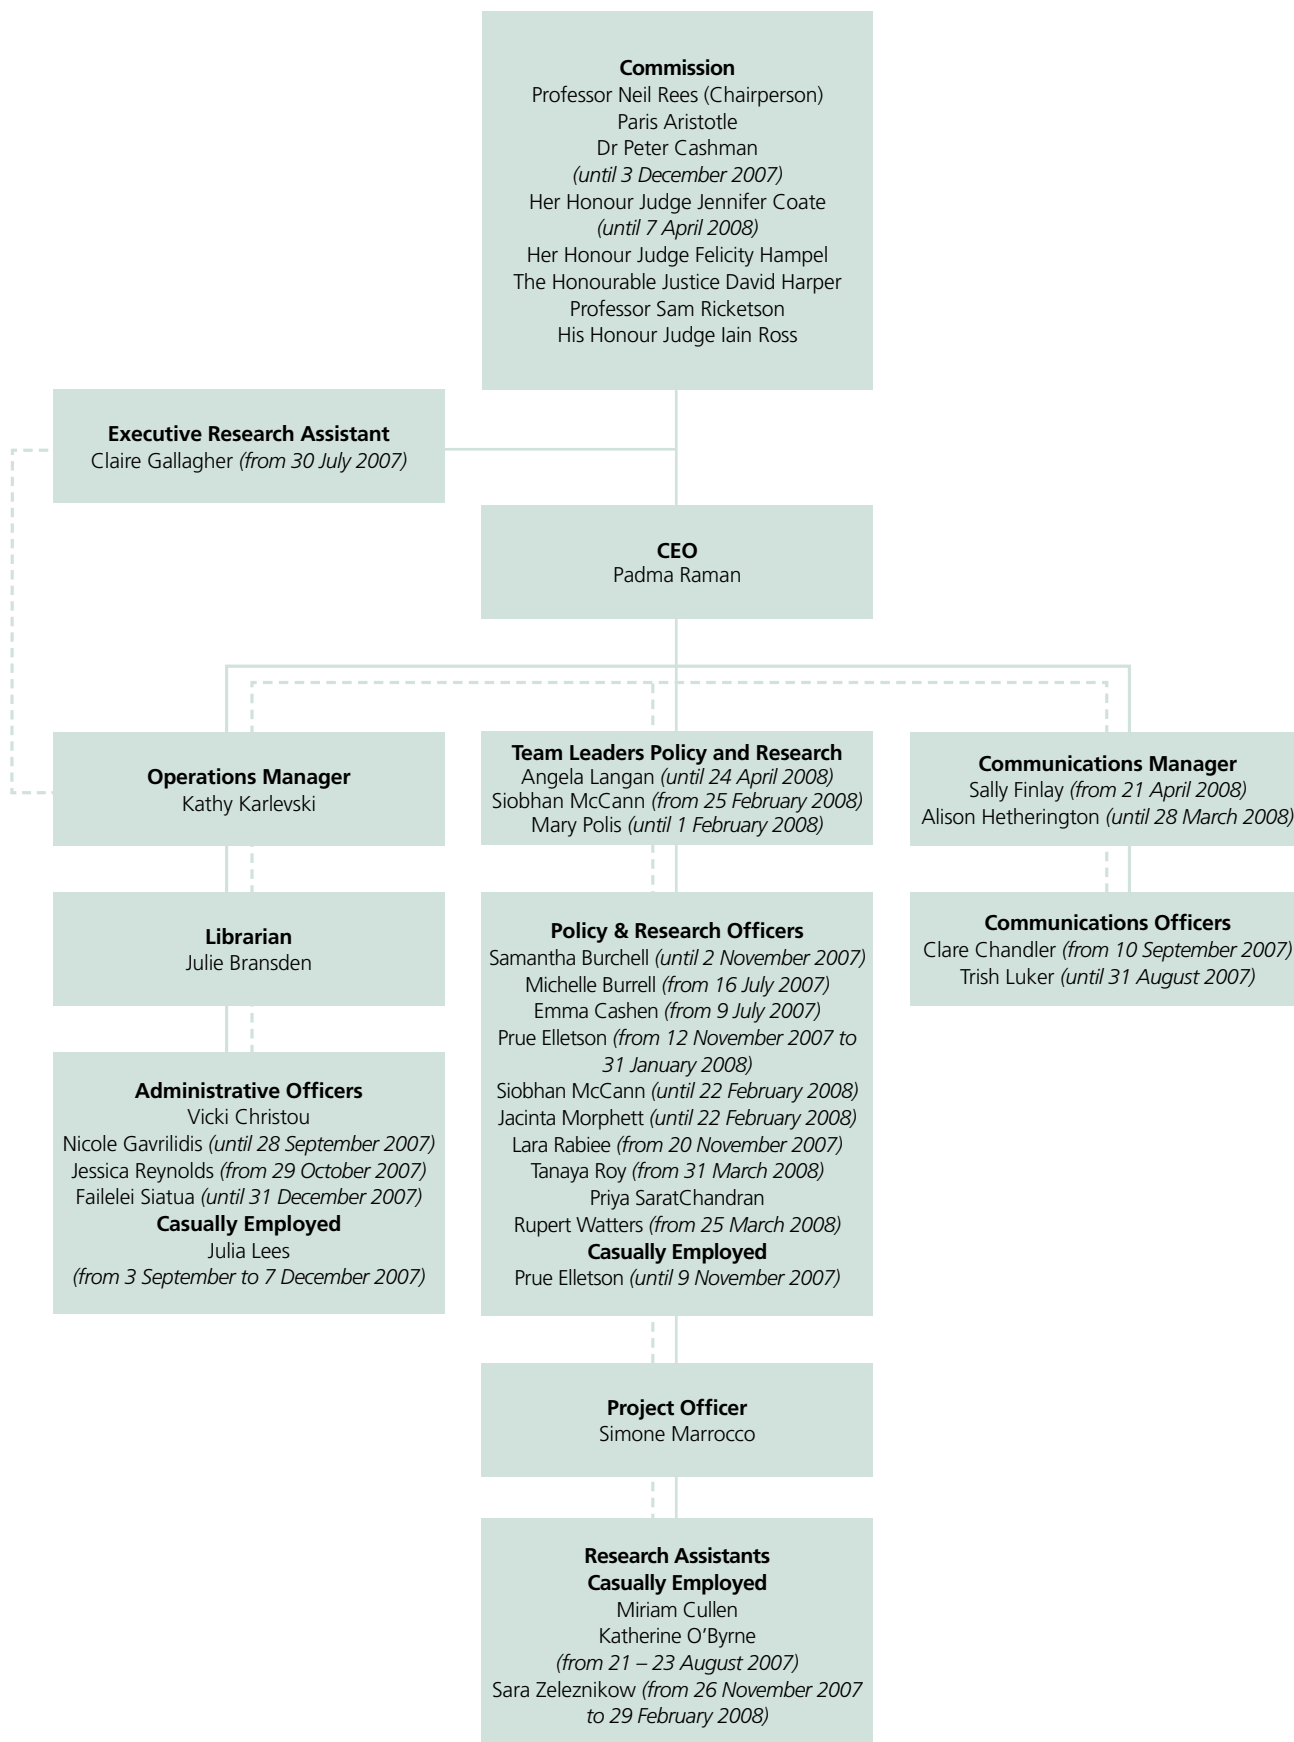 Commission
Professor Neil Rees (Chairperson)
Paris Aristotle
Dr Peter Cashman
(until 3 December 2007)
Her Honour Judge Jennifer Coate
(until 7 April 2008)
Her Honour Judge Felicity Hampel
The Honourable Justice David Harper
Professor Sam Ricketson
His Honour Judge Iain Ross
Executive Research Assistant
Claire Gallagher (from 30 July 2007)
CEO
Padma Raman
Operations Manager
Kathy Karlevski
Team Leaders Policy and Research
Angela Langan (until 24 April 2008)
Siobhan McCann (from 25 February 2008)
Mary Polis (until 1 February 2008)
Communications Manager
Sally Finlay (from 21 April 2008)
Alison Hetherington (until 28 March 2008)
Librarian
Julie Bransden
Policy & Research Officers
Samantha Burchell (until 2 November 2007)
Michelle Burrell (from 16 July 2007)
Emma Cashen (from 9 July 2007)
Prue Elletson (from 12 November 2007 to
31 January 2008)
Siobhan McCann (until 22 February 2008)
Jacinta Morphett (until 22 February 2008)
Lara Rabiee (from 20 November 2007)
Tanaya Roy (from 31 March 2008)
Priya SaratChandran
Rupert Watters (from 25 March 2008)
Casually Employed
Prue Elletson (until 9 November 2007)
Communications Officers
Clare Chandler (from 10 September 2007)
Trish Luker (until 31 August 2007)
Administrative Officers
Vicki Christou
Nicole Gavrilidis (until 28 September 2007)
Jessica Reynolds (from 29 October 2007)
Failelei Siatua (until 31 December 2007)
Casually Employed
Julia Lees
(from 3 September to 7 December 2007)
Project Officer
Simone Marrocco
Research Assistants
Casually Employed
Miriam Cullen
Katherine O'Byrne
(from 21 – 23 August 2007)
Sara Zeleznikow (from 26 November 2007
to 29 February 2008)